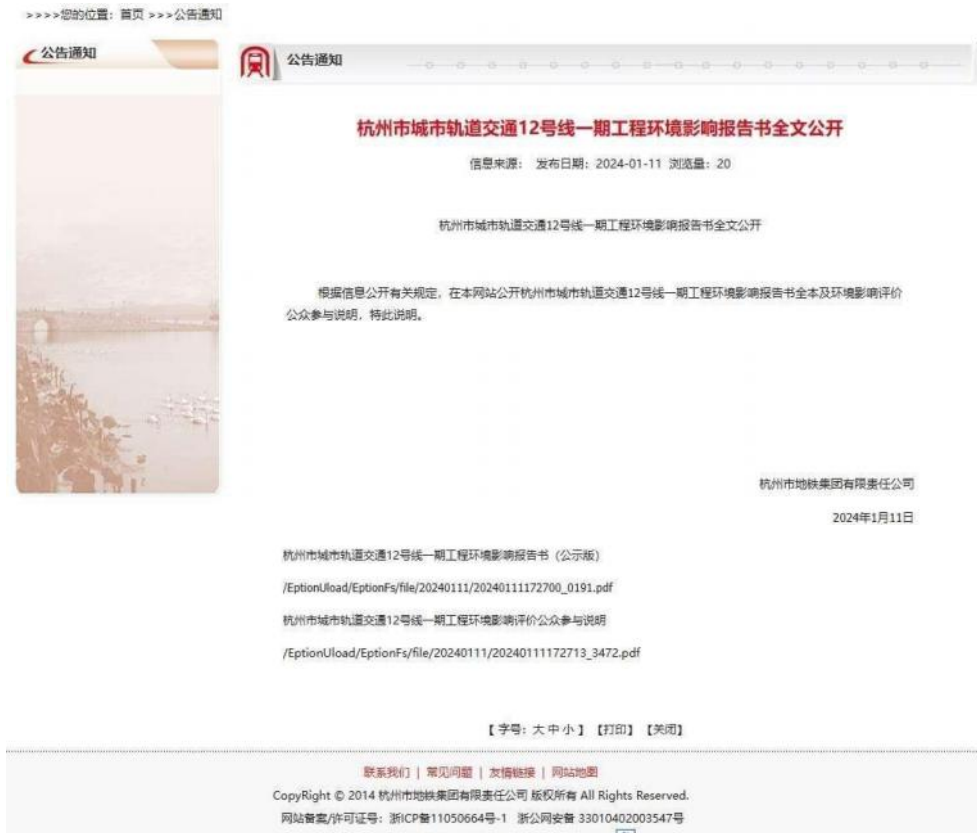 >>>>您的位置：首页 >>>公告通知
公告通知
公告通知
杭州市城市轨道交通12号线一期工程环境影响报告书全文公开
信息来源： 发布日期：2024-01-11 浏览量：20
杭州市城市轨道交通12号线一期工程环境影响报告书全文公开
根据信息公开有关规定，在本网站公开杭州市城市轨道交通12号线一期工程环境影响报告书全本及环境影响评价
公众参与说明，特此说明。
杭州市地铁集团有限责任公司
2024年1月11日
杭州市城市轨道交通12号线一期工程环境影响报告书（公示版）
/EptionUload/EptionFs/file/20240111/20240111172700_0191.pdf
杭州市城市轨道交通12号线一期工程环境影响评价公众参与说明
/EptionUload/EptionFs/file/20240111/20240111172713_3472.pdf
【 字号：大 中 小 】 【打印】 【关闭】
联系我们 | 常见问题 | 友情链接 | 网站地图
CopyRight © 2014 杭州市地铁集团有限责任公司 版权所有 All Rights Reserved.
网站备案/许可证号：浙ICP备11050664号-1 浙公网安备 33010402003547号